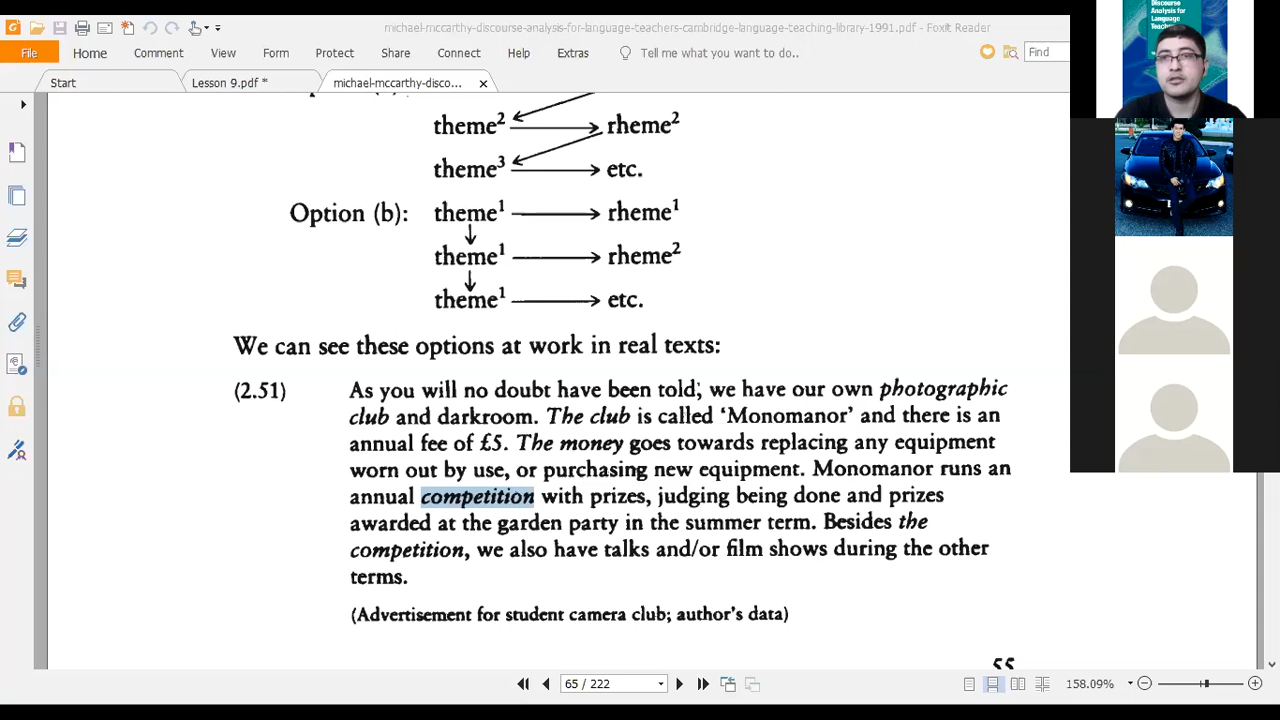 michael-mccarthy-discourse-analysis-for-language-teachers-cambridge-language-teaching-library-1991.pdf - Foxit Reader
File Home Comment View Form Protect Share Connect Help Extras Tell me what you want to do.. Find
Start Lesson 9.pdf * michael-mccarthy-disco...
theme² rheme²
theme³ etc.
Option (b): theme¹ rheme¹
theme¹ rheme²
theme¹ etc.
We can see these options at work in real texts:
(2.51) As you will no doubt have been told; we have our own photographic
club and darkroom. The club is called ‘Monomanor’ and there is an
annual fee of £5. The money goes towards replacing any equipment
worn out by use, or purchasing new equipment. Monomanor runs an
annual competition with prizes, judging being done and prizes
awarded at the garden party in the summer term. Besides the
competition, we also have talks and/or film shows during the other
terms.
(Advertisement for student camera club; author's data)
55
65 / 222
158.09%
Discourse
Analysis for
Language